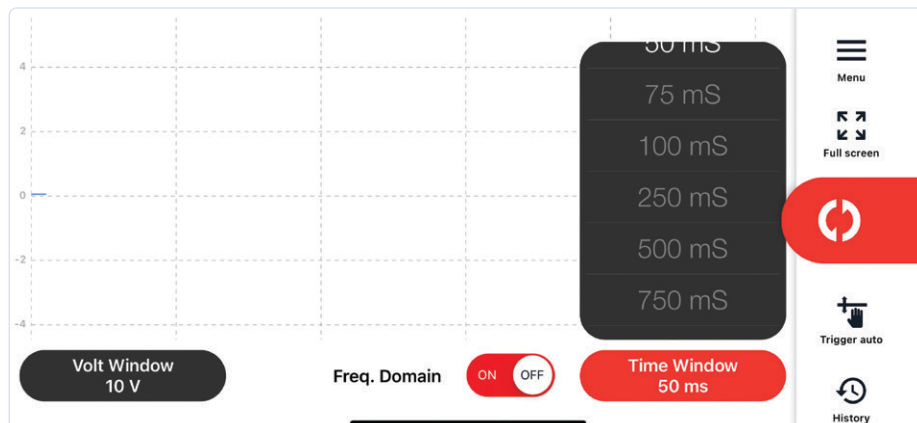 4
2
0
-2
-4
50 mS
75 mS
100 mS
250 mS
500 mS
750 mS
Volt Window
10 V
Freq. Domain
ON
OFF
Time Window
50 ms
Menu
Full screen
Trigger auto
History